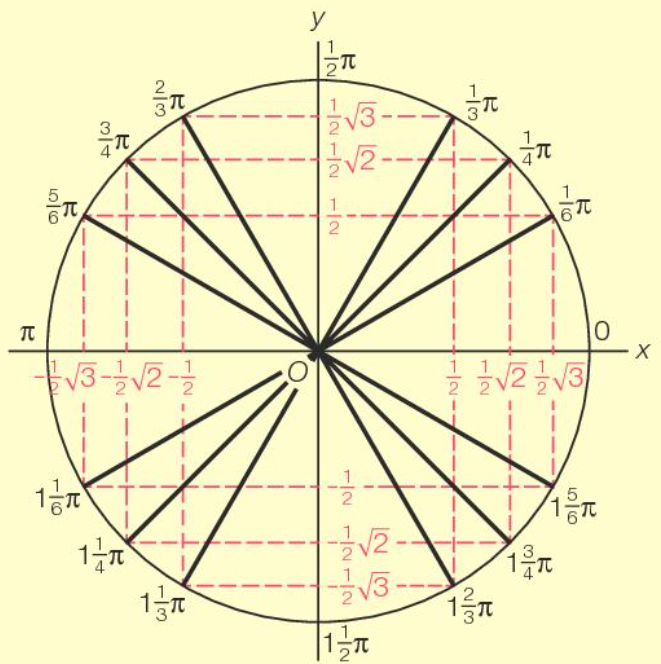 y
½π
⅔π
½√3
⅓π
¾π
½√2
¼π
⅚π
½
⅙π
π
0
x
-½√3 -½√2 -½
O
½ ½√2 ½√3
1⅙π
-½
1⅚π
1¼π
-½√2
1¾π
1⅓π
-½√3
1⅔π
1½π